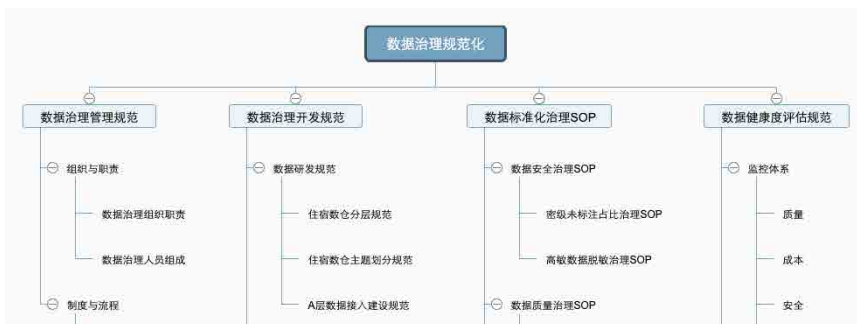 数据治理规范化
数据治理管理规范
数据治理开发规范
数据标准化治理SOP
数据健康度评估规范
组织与职责
数据研发规范
数据安全治理SOP
监控体系
数据治理组织职责
住宿数仓分层规范
密级未标注占比治理SOP
质量
数据治理人员组成
住宿数仓主题划分规范
高敏数据脱敏治理SOP
成本
制度与流程
A层数据接入建设规范
数据质量治理SOP
安全